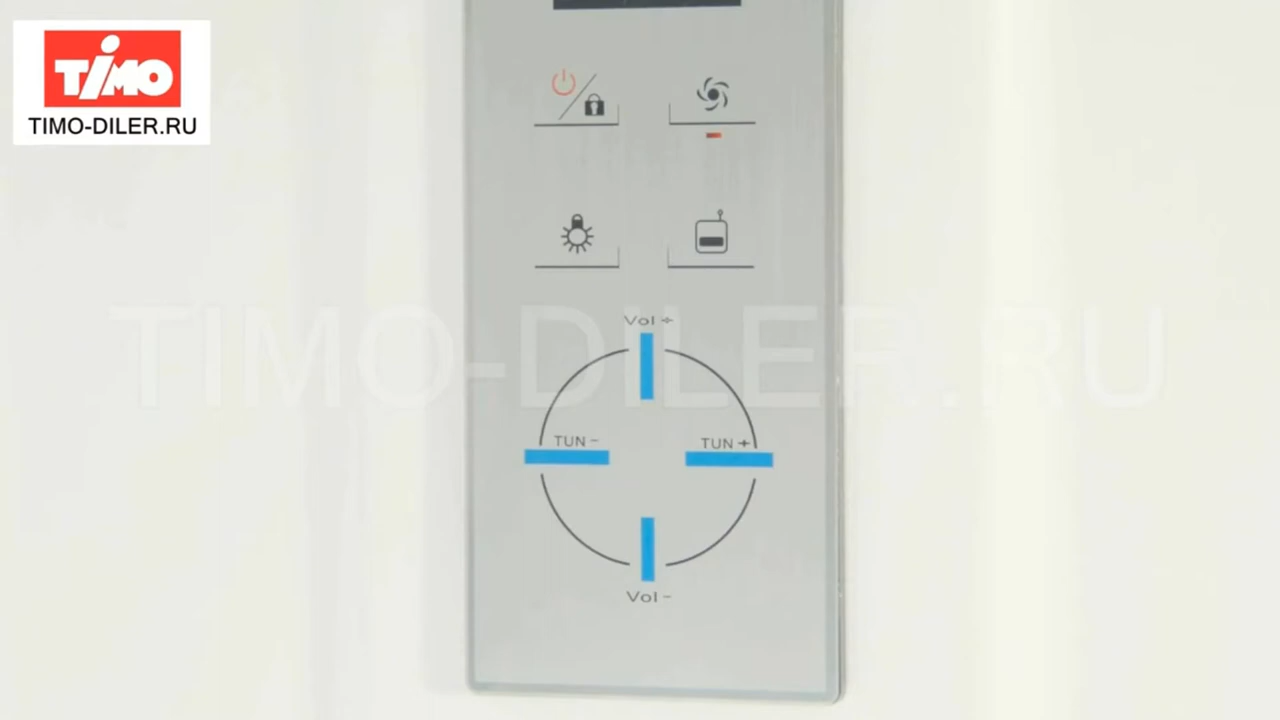 TiMO
TIMO-DILER.RU
Vol +
TUN -
TUN +
Vol -
TIMO-DILER.RU